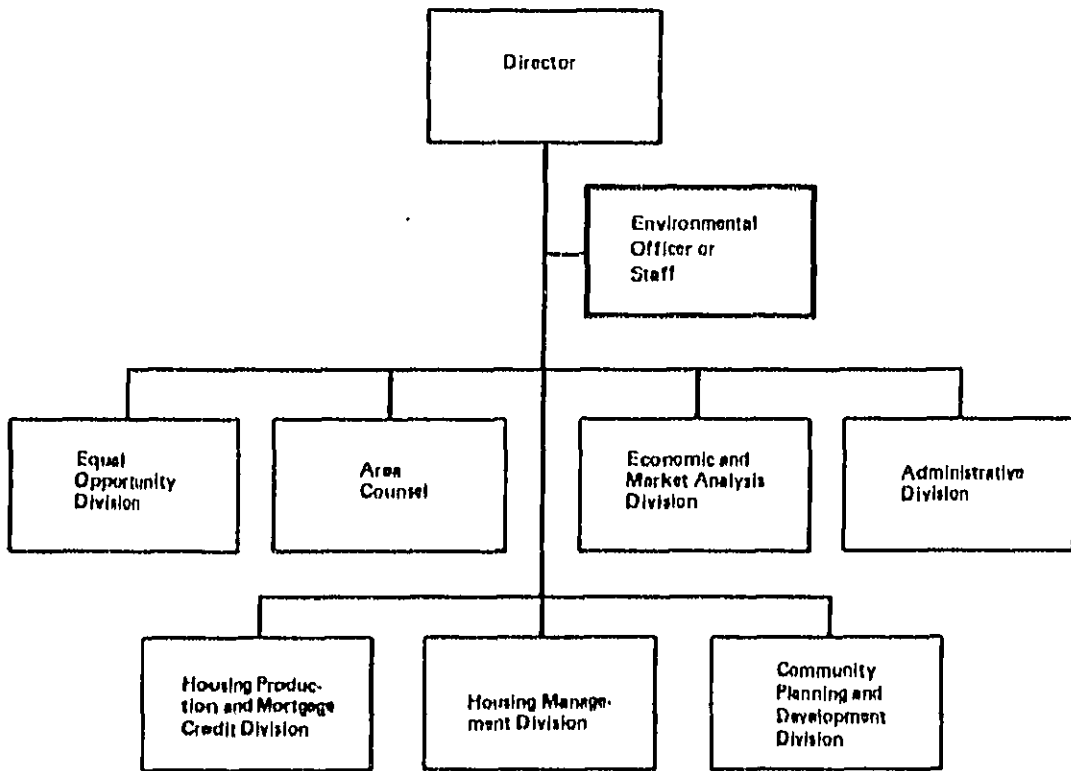 Director
Environmental
Officer or
Staff
Equal
Opportunity
Division
Area
Counsel
Economic and
Market Analysis
Division
Administrative
Division
Housing Produc-
tion and Mortgage
Credit Division
Housing Manage-
ment Division
Community
Planning and
Development
Division